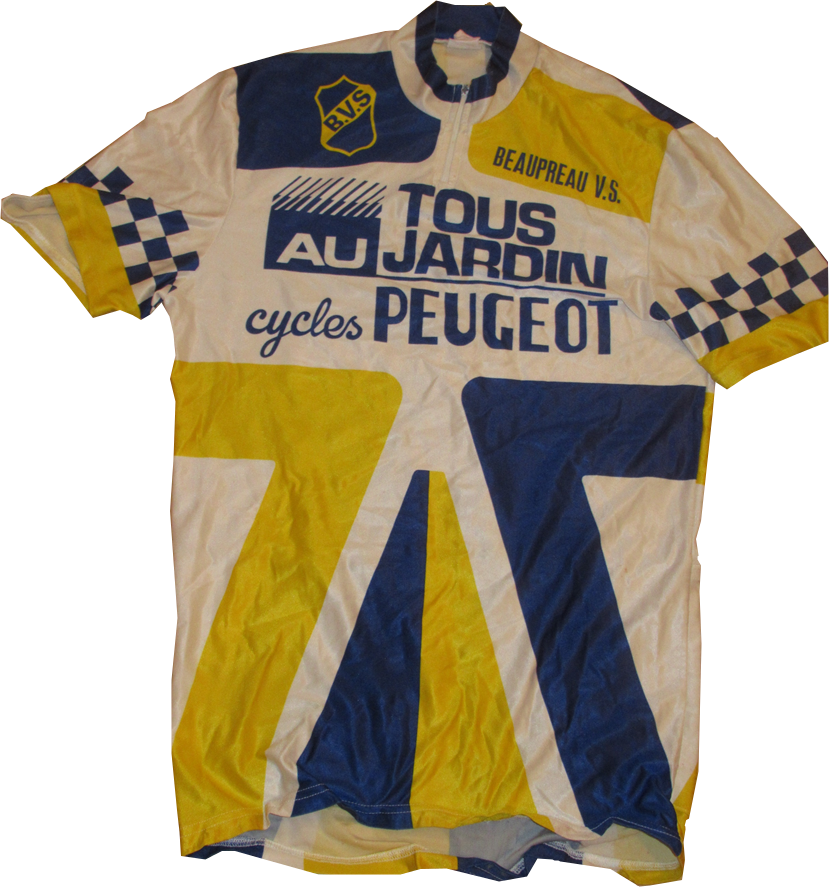 B.V.S
BEAUPREAU V.S.
TOUS
AU JARDIN
cycles PEUGEOT